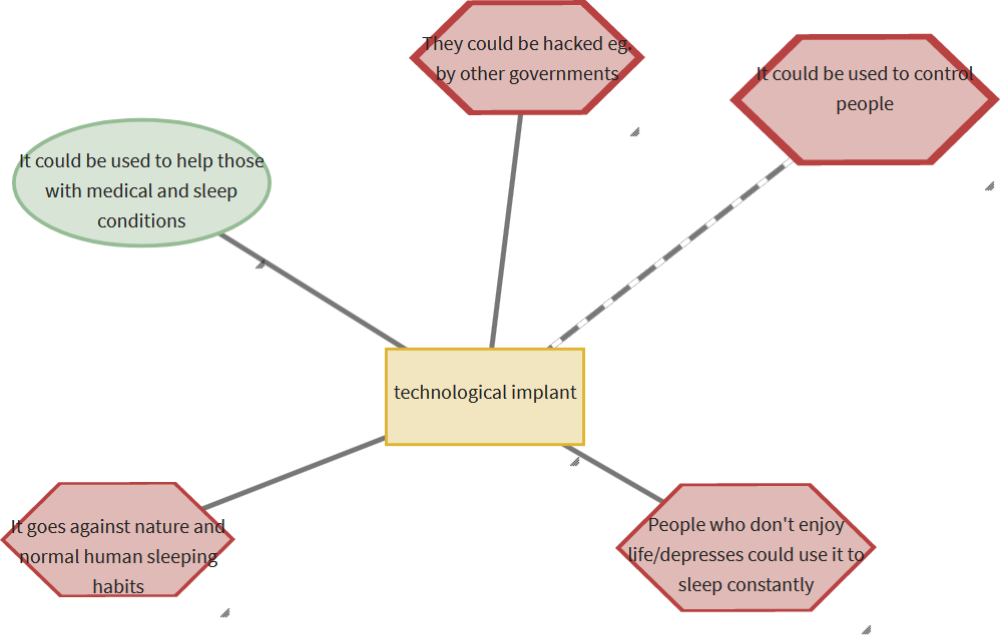 They could be hacked eg.
by other governments
It could be used to control
people
It could be used to help those
with medical and sleep
conditions
technological implant
It goes against nature and
normal human sleeping
habits
People who don't enjoy
life/depresses could use it to
sleep constantly